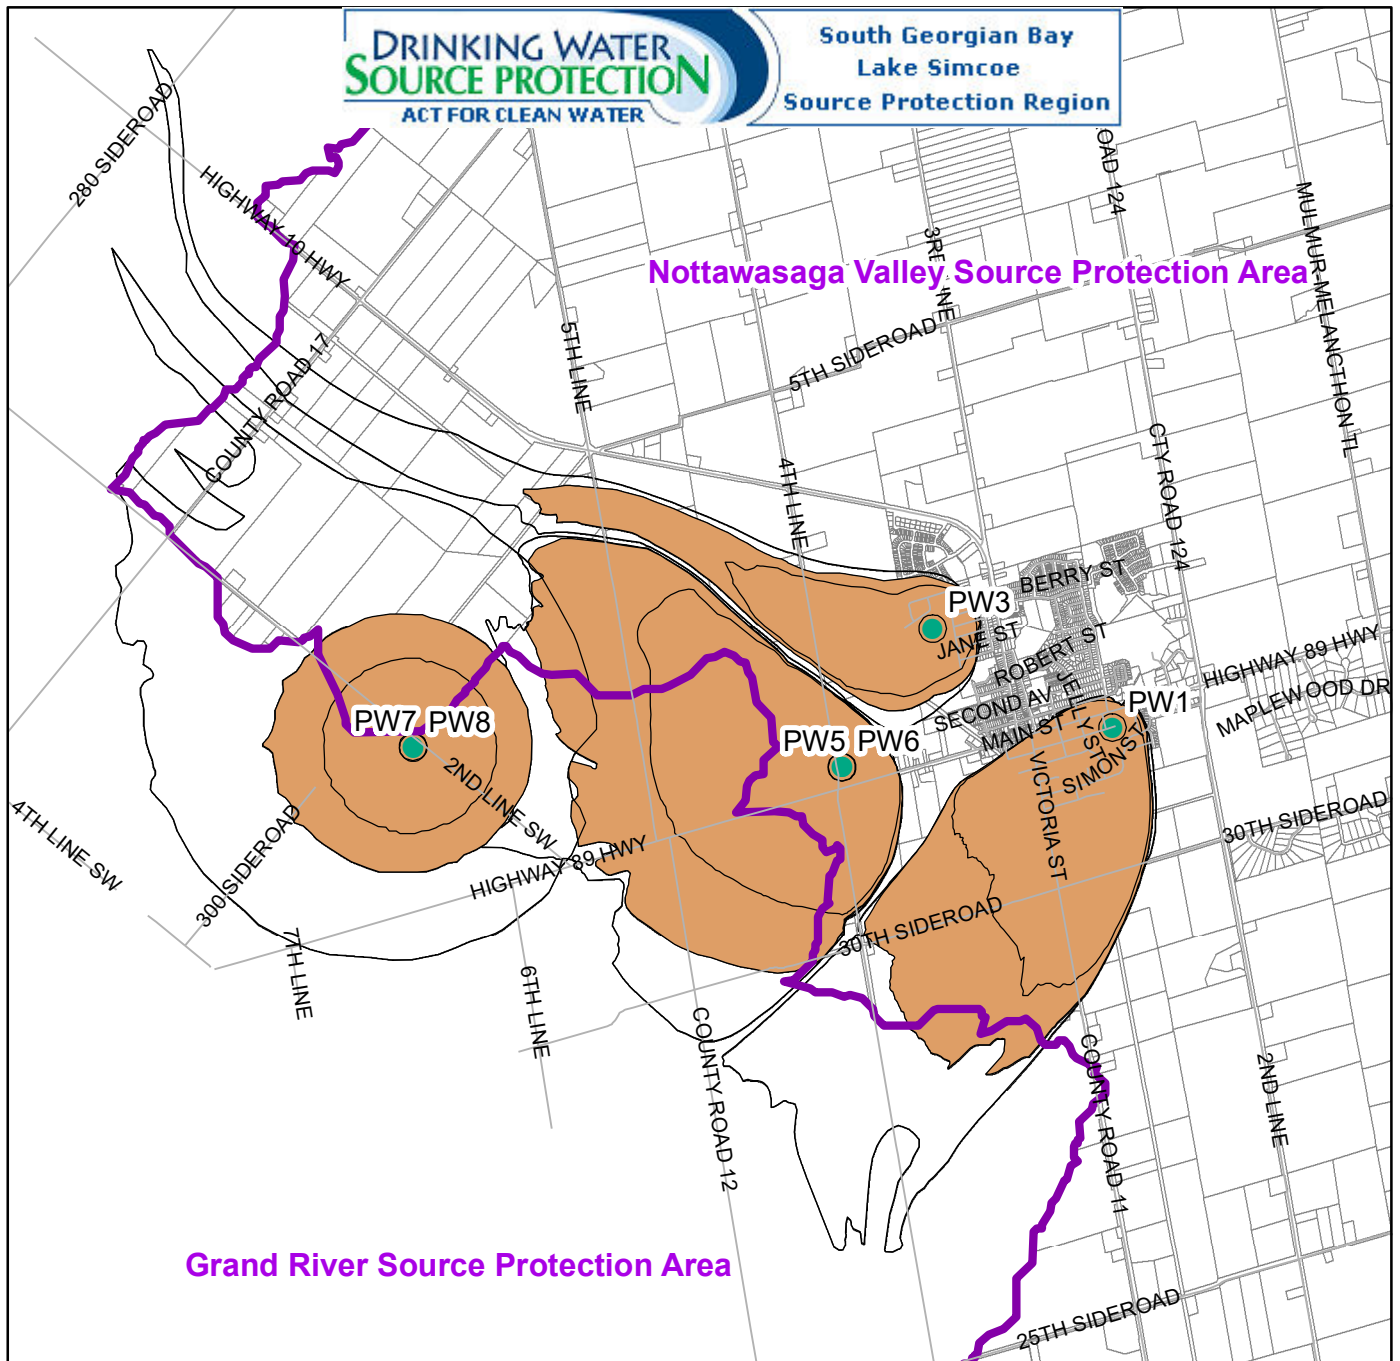 DRINKING WATER
SOURCE PROTECTION
ACT FOR CLEAN WATER
South Georgian Bay
Lake Simcoe
Source Protection Region
280 SIDEROAD
HIGHWAY 10 HWY
OAD 124
MULMUR-MELANCTHON TL
3RD LINE
Nottawasaga Valley Source Protection Area
COUNTY ROAD 17
5TH LINE
5TH SIDEROAD
4TH LINE
CTY ROAD 124
BERRY ST
PW3
JANE ST
ROBERT ST
HIGHWAY 89 HWY
MAPLEWOOD DR
SECOND AV
JELLY ST
PW1
MAIN ST
SIMON ST
PW7 PW8
PW5 PW6
2ND LINE SW
VICTORIA ST
30TH SIDEROAD
4TH LINE SW
300 SIDEROAD
HIGHWAY 89 HWY
30TH SIDEROAD
7TH LINE
6TH LINE
COUNTY ROAD 12
COUNTY ROAD 11
2ND LINE
Grand River Source Protection Area
25TH SIDEROAD